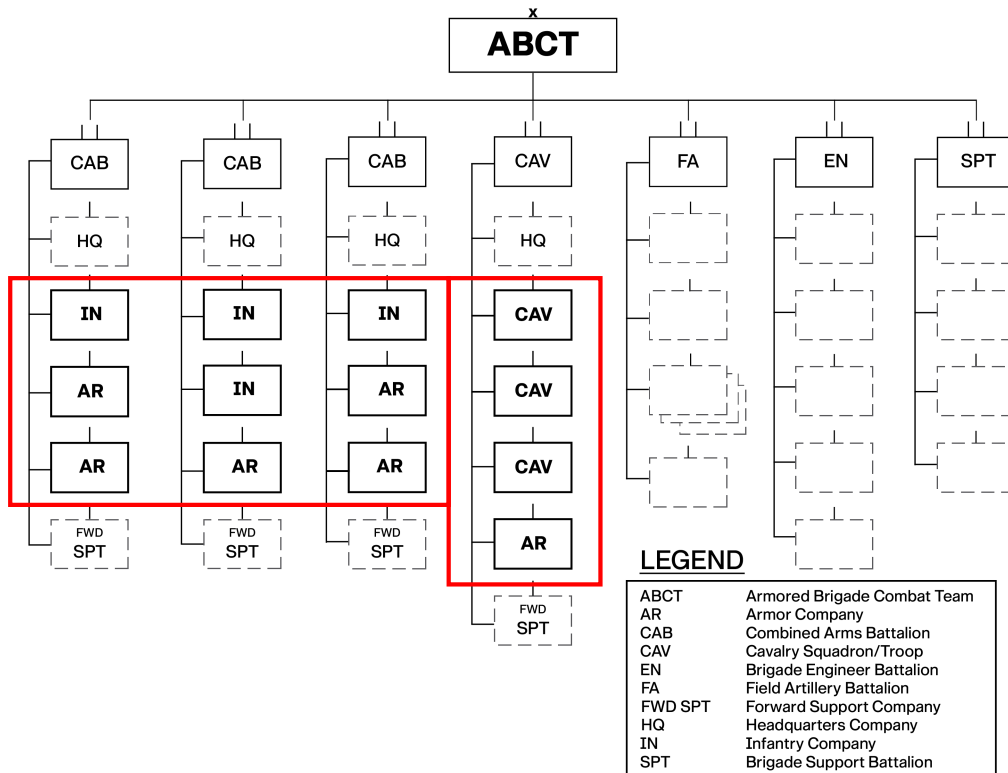 x
ABCT
CAB CAB CAB CAV FA EN SPT
HQ HQ HQ HQ
IN IN IN CAV
AR IN AR CAV
AR AR AR CAV
FWD SPT FWD SPT FWD SPT AR
FWD SPT
LEGEND
ABCT Armored Brigade Combat Team
AR Armor Company
CAB Combined Arms Battalion
CAV Cavalry Squadron/Troop
EN Brigade Engineer Battalion
FA Field Artillery Battalion
FWD SPT Forward Support Company
HQ Headquarters Company
IN Infantry Company
SPT Brigade Support Battalion